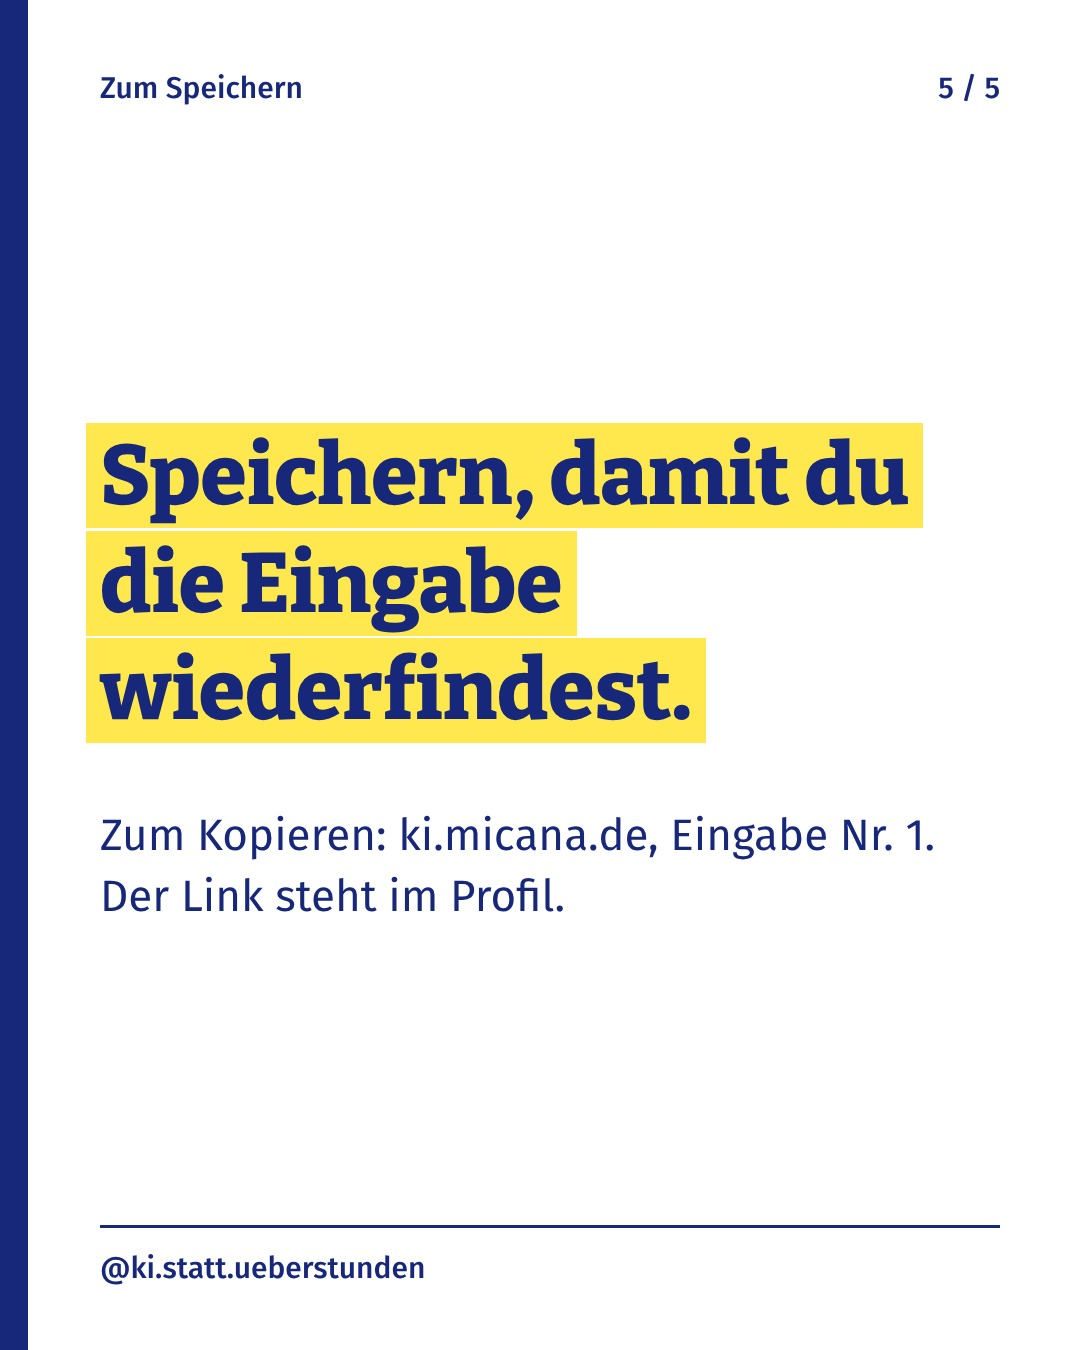 Zum Speichern
5 / 5
Speichern, damit du
die Eingabe
wiederfindest.
Zum Kopieren: ki.micana.de, Eingabe Nr. 1.
Der Link steht im Profil.
@ki.statt.ueberstunden